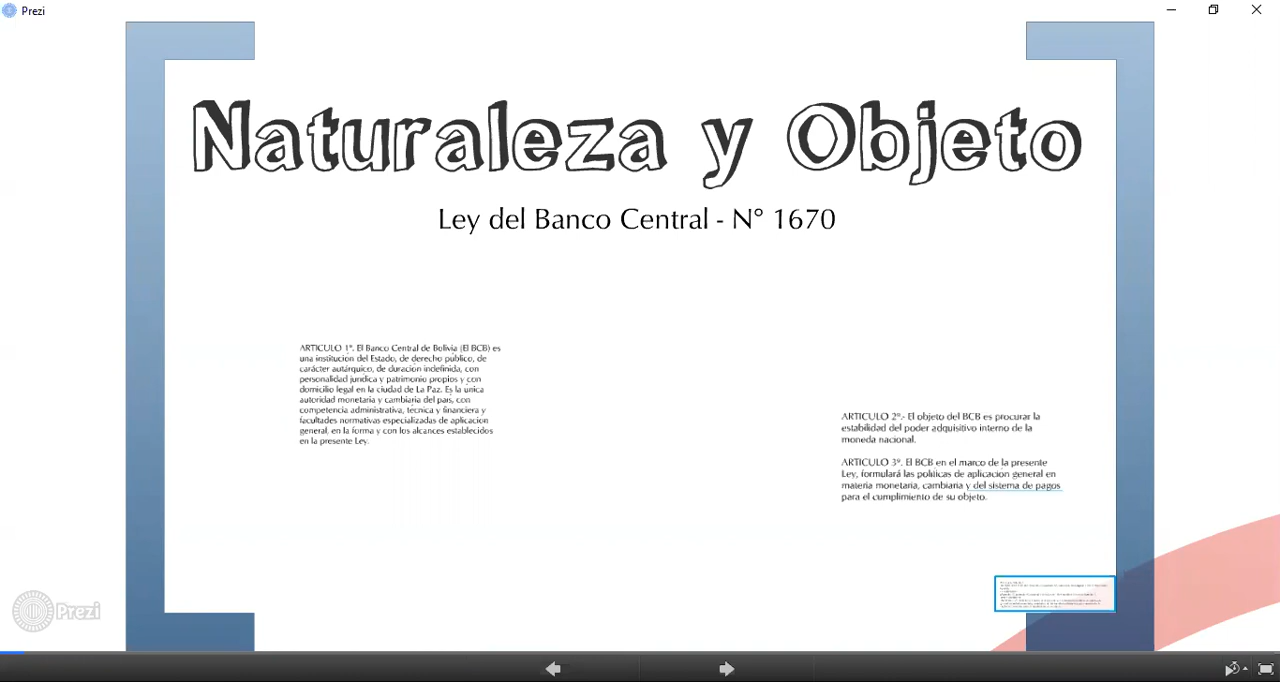 Prezi
Naturaleza y Objeto
Ley del Banco Central - N° 1670
ARTICULO 1º. El Banco Central de Bolivia (El BCB) es
una institución del Estado, de derecho público, de
carácter autárquico, de duración indefinida, con
personalidad jurídica y patrimonio propios y con
domicilio legal en la ciudad de La Paz. Es la única
autoridad monetaria y cambiaria del país, con
competencia administrativa, técnica y financiera y
facultades normativas especializadas de aplicación
general, en la forma y con los alcances establecidos
en la presente Ley.
ARTICULO 2º.- El objeto del BCB es procurar la
estabilidad del poder adquisitivo interno de la
moneda nacional.
ARTICULO 3º. El BCB en el marco de la presente
Ley, formulará las políticas de aplicación general en
materia monetaria, cambiaria y del sistema de pagos
para el cumplimiento de su objeto.
Prezi